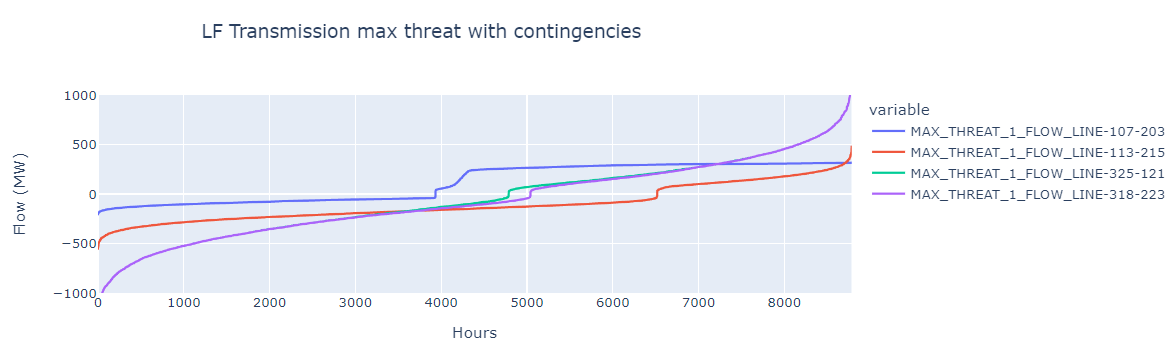 LF Transmission max threat with contingencies
variable
MAX_THREAT_1_FLOW_LINE-107-203
MAX_THREAT_1_FLOW_LINE-113-215
MAX_THREAT_1_FLOW_LINE-325-121
MAX_THREAT_1_FLOW_LINE-318-223
Flow (MW)
1000
500
0
−500
−1000
0 1000 2000 3000 4000 5000 6000 7000 8000
Hours